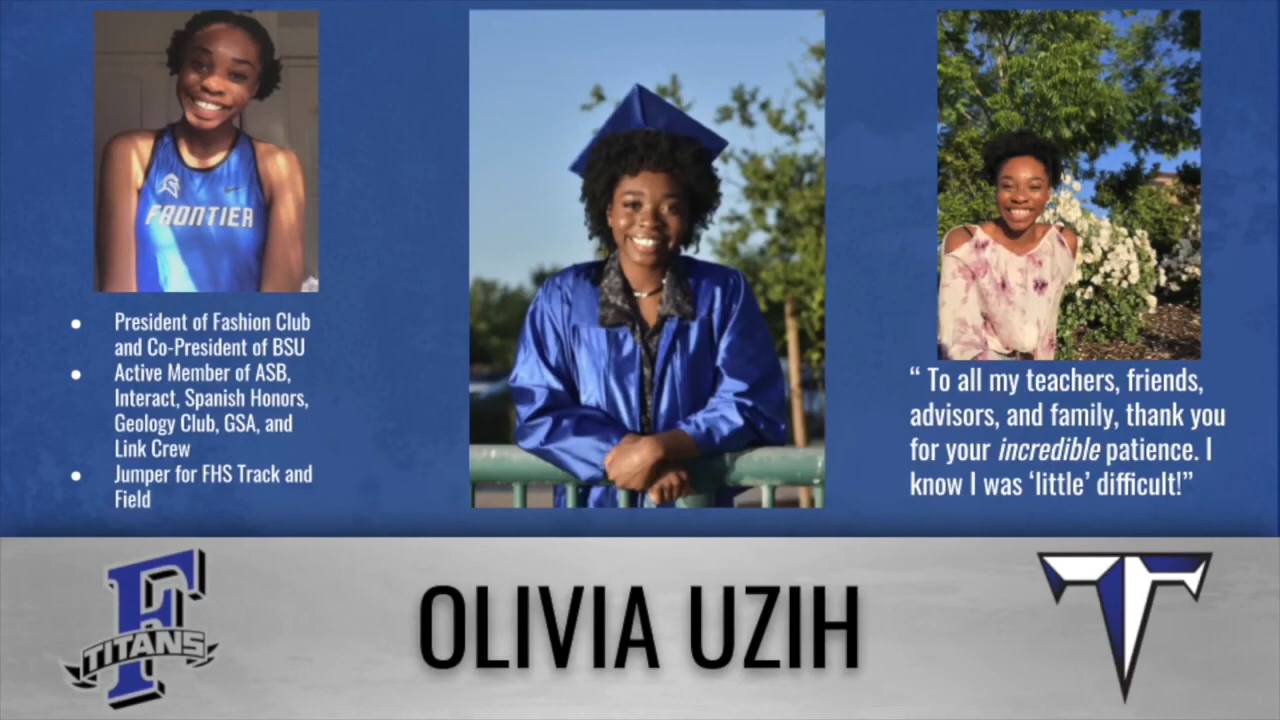 FRONTIER
● President of Fashion Club
and Co-President of BSU
● Active Member of ASB,
Interact, Spanish Honors,
Geology Club, GSA, and
Link Crew
● Jumper for FHS Track and
Field
“ To all my teachers, friends,
advisors, and family, thank you
for your incredible patience. I
know I was ‘little’ difficult!”
F
TITANS
OLIVIA UZIH
T